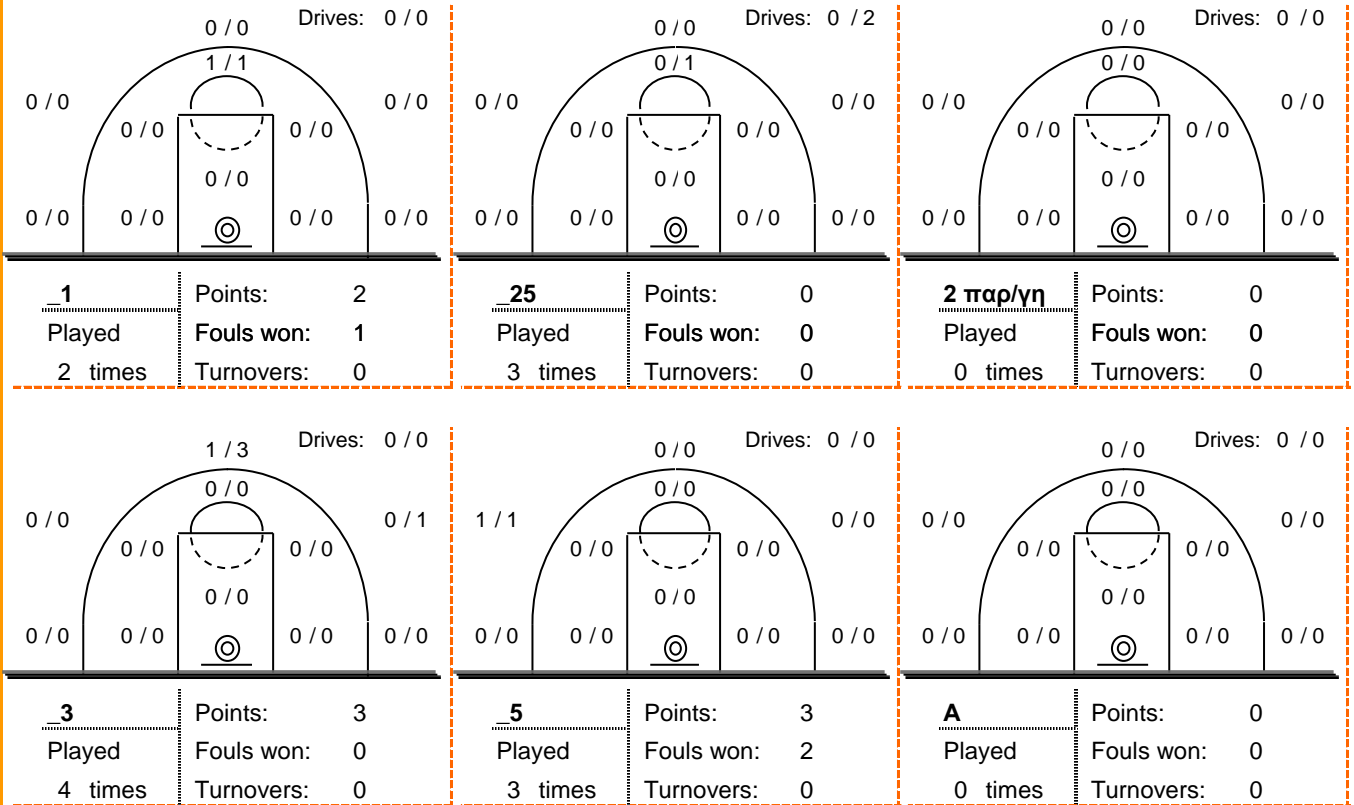 0 / 0 Drives: 0 / 0
1 / 1
0 / 0 0 / 0
0 / 0 0 / 0
0 / 0
0 / 0 0 / 0 0 / 0 0 / 0
_1 Points: 2
Played Fouls won: 1
2 times Turnovers: 0
0 / 0 Drives: 0 / 2
0 / 1
0 / 0 0 / 0
0 / 0 0 / 0
0 / 0
0 / 0 0 / 0 0 / 0 0 / 0
_25 Points: 0
Played Fouls won: 0
3 times Turnovers: 0
0 / 0 Drives: 0 / 0
0 / 0
0 / 0 0 / 0
0 / 0 0 / 0
0 / 0
0 / 0 0 / 0 0 / 0 0 / 0
2 παρ/γη Points: 0
Played Fouls won: 0
0 times Turnovers: 0
1 / 3 Drives: 0 / 0
0 / 0
0 / 0 0 / 1
0 / 0 0 / 0
0 / 0
0 / 0 0 / 0 0 / 0 0 / 0
_3 Points: 3
Played Fouls won: 0
4 times Turnovers: 0
0 / 0 Drives: 0 / 0
0 / 0
1 / 1 0 / 0
0 / 0 0 / 0
0 / 0
0 / 0 0 / 0 0 / 0 0 / 0
_5 Points: 3
Played Fouls won: 2
3 times Turnovers: 0
0 / 0 Drives: 0 / 0
0 / 0
0 / 0 0 / 0
0 / 0 0 / 0
0 / 0
0 / 0 0 / 0 0 / 0 0 / 0
A Points: 0
Played Fouls won: 0
0 times Turnovers: 0